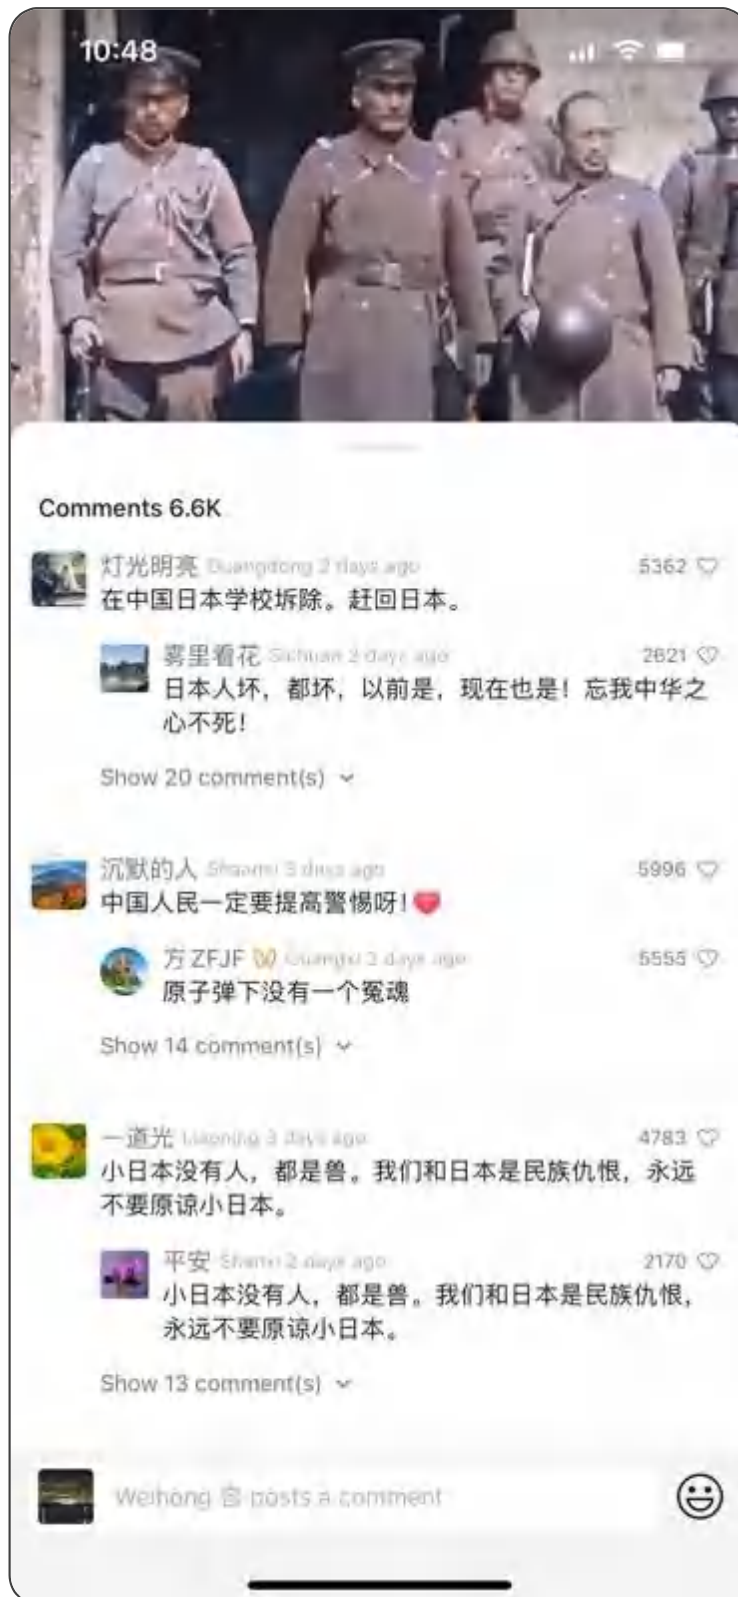 10:48
Comments 6.6K
灯光明亮 Guangdong 2 days ago 5362
在中国日本学校坼除。赶回日本。
雾里看花 Sichuan 2 days ago 2621
日本人坏，都坏，以前是，现在也是！忘我中华之
心不死！
Show 20 comment(s)
沉默的人 Shaanxi 3 days ago 5996
中国人民一定要提高警惕呀！❤️
方ZFJF Guangxi 3 days ago 5555
原子弹下没有一个冤魂
Show 14 comment(s)
一道光 Liaoning 3 days ago 4783
小日本没有人，都是兽。我们和日本是民族仇恨，永远
不要原谅小日本。
平安 Shanxi 2 days ago 2170
小日本没有人，都是兽。我们和日本是民族仇恨，
永远不要原谅小日本。
Show 13 comment(s)
Weihong posts a comment